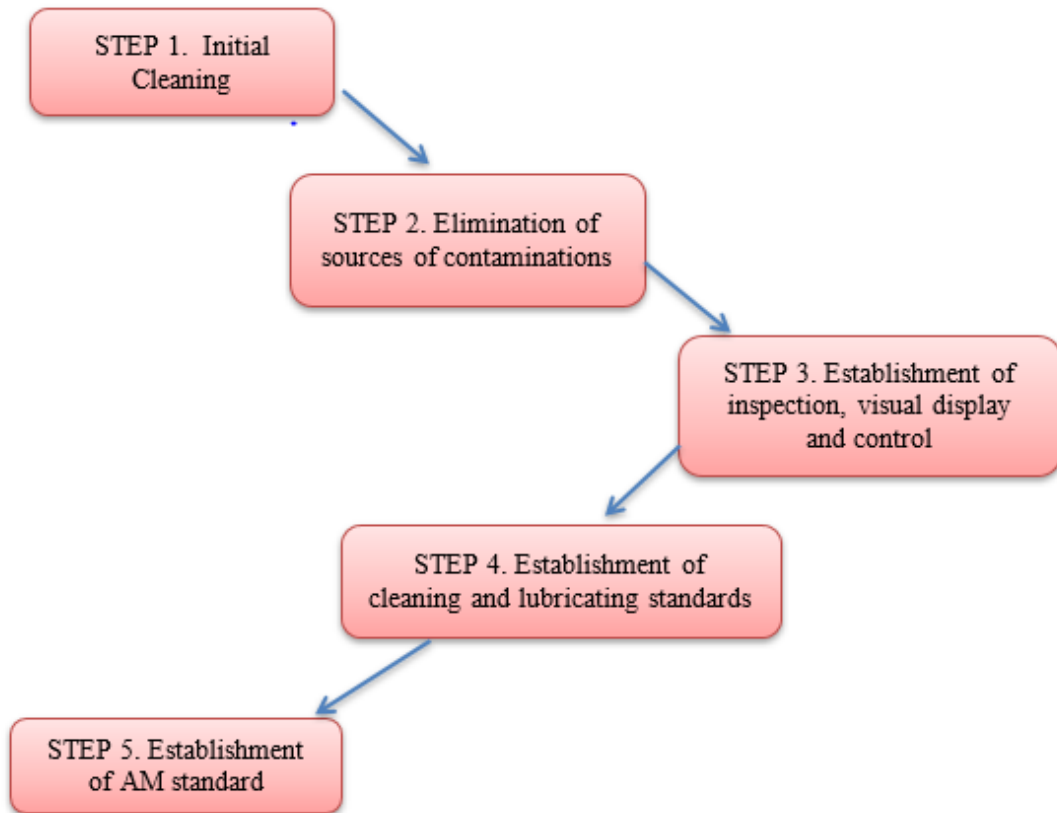 STEP 1.  Initial
Cleaning
STEP 2. Elimination of
sources of contaminations
STEP 3. Establishment of
inspection, visual display
and control
STEP 4. Establishment of
cleaning and lubricating standards
STEP 5. Establishment
of AM standard